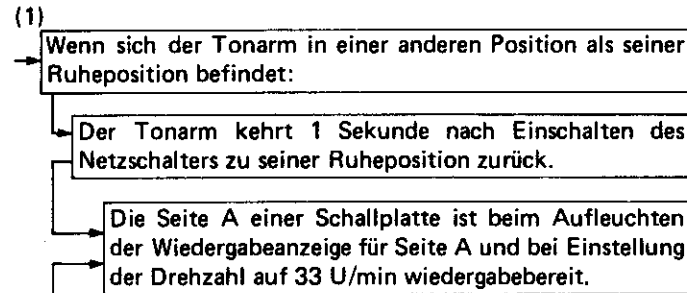 (1)
Wenn sich der Tonarm in einer anderen Position als seiner
Ruheposition befindet:
Der Tonarm kehrt 1 Sekunde nach Einschalten des
Netzschalters zu seiner Ruheposition zurück.
Die Seite A einer Schallplatte ist beim Aufleuchten
der Wiedergabeanzeige für Seite A und bei Einstellung
der Drehzahl auf 33 U/min wiedergabebereit.